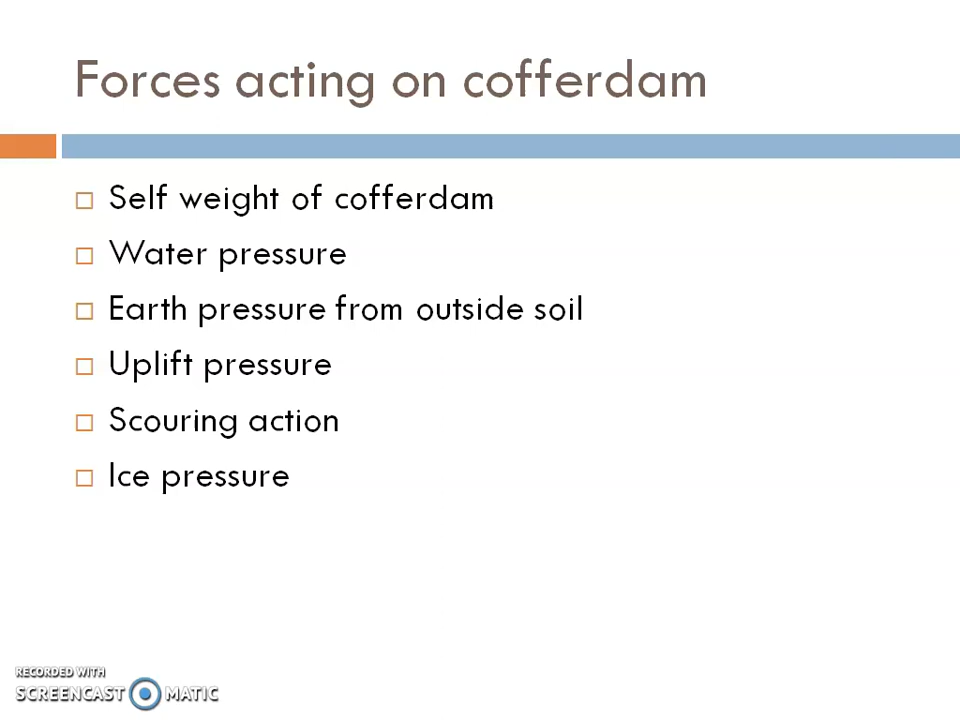 Forces acting on cofferdam
Self weight of cofferdam
Water pressure
Earth pressure from outside soil
Uplift pressure
Scouring action
Ice pressure
RECORDED WITH
SCREENCAST MATIC